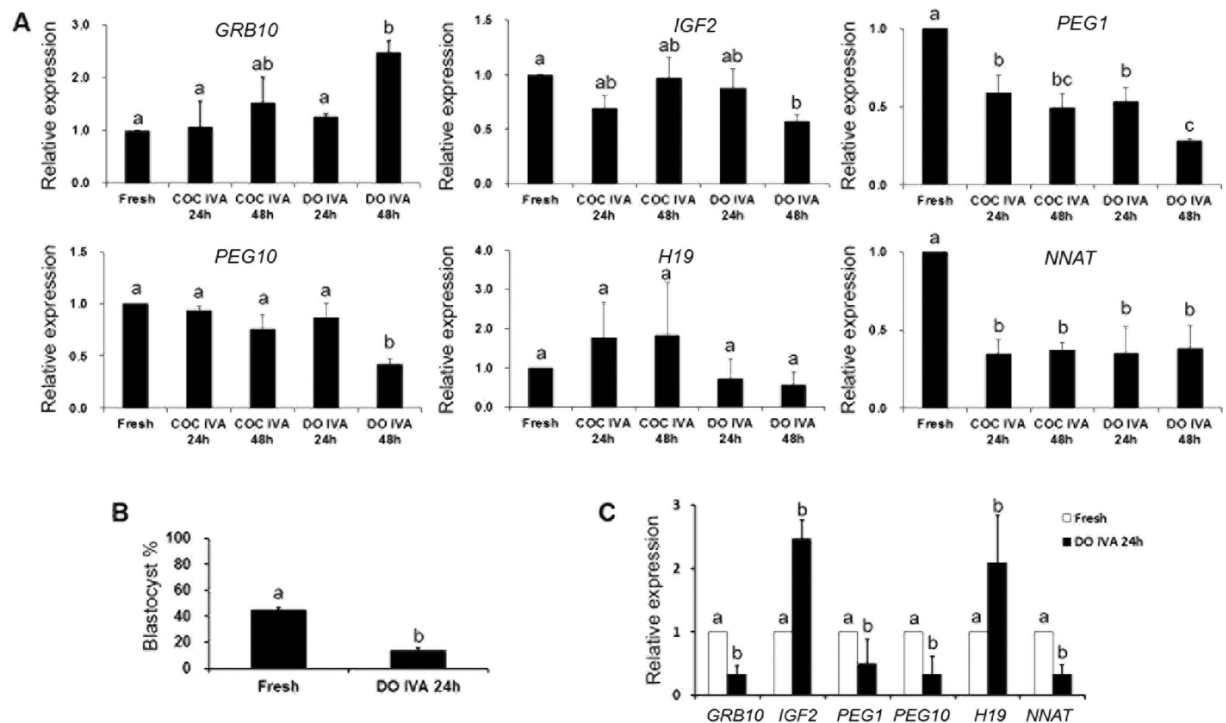 A
GRB10
Relative expression
3.0
2.0
1.0
0.0
a
a
ab
a
b
Fresh
COC IVA 24h
COC IVA 48h
DO IVA 24h
DO IVA 48h
IGF2
Relative expression
1.5
1.0
0.5
0.0
a
ab
ab
ab
b
Fresh
COC IVA 24h
COC IVA 48h
DO IVA 24h
DO IVA 48h
PEG1
Relative expression
1.0
0.5
0.0
a
b
bc
b
c
Fresh
COC IVA 24h
COC IVA 48h
DO IVA 24h
DO IVA 48h
PEG10
Relative expression
1.5
1.0
0.5
0.0
a
a
a
a
b
Fresh
COC IVA 24h
COC IVA 48h
DO IVA 24h
DO IVA 48h
H19
Relative expression
4.0
3.0
2.0
1.0
0.0
a
a
a
a
a
Fresh
COC IVA 24h
COC IVA 48h
DO IVA 24h
DO IVA 48h
NNAT
Relative expression
1.0
0.5
0.0
a
b
b
b
b
Fresh
COC IVA 24h
COC IVA 48h
DO IVA 24h
DO IVA 48h
B
Blastocyst %
100
80
60
40
20
0
a
b
Fresh
DO IVA 24h
C
Relative expression
3
2
1
0
Fresh
DO IVA 24h
a b a b a b a b a b a b
GRB10 IGF2 PEG1 PEG10 H19 NNAT